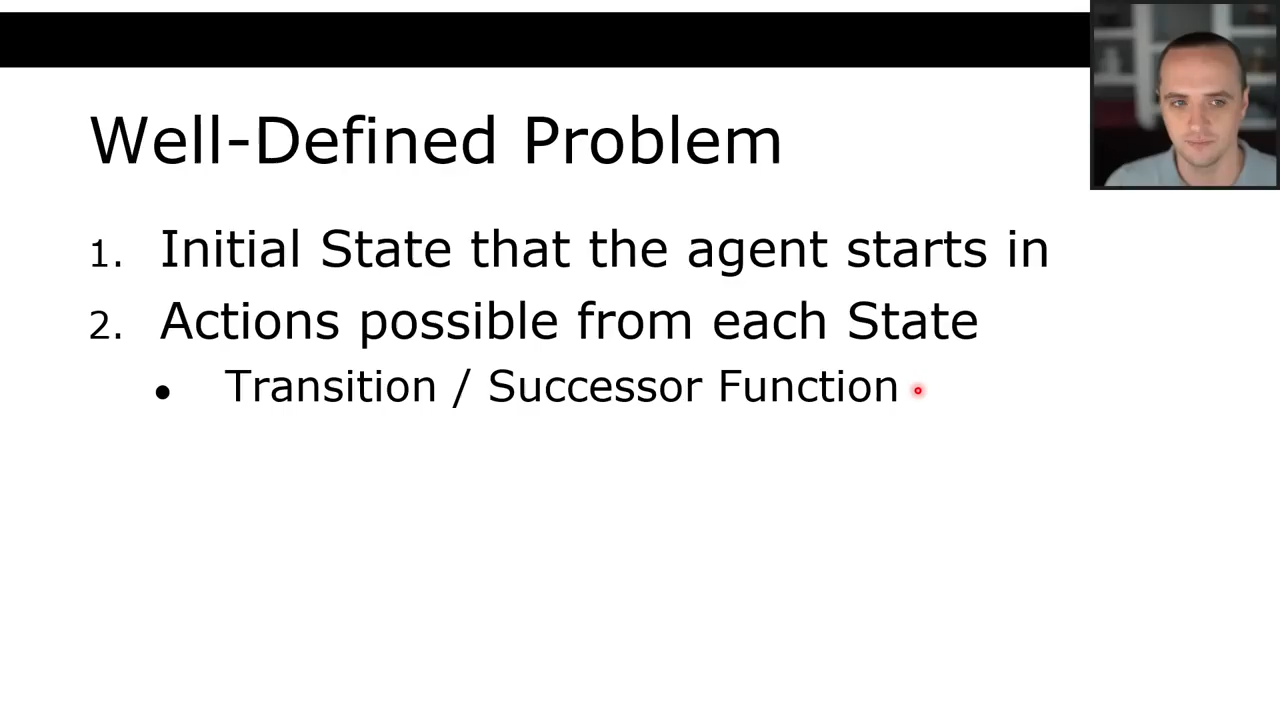 Well-Defined Problem
1. Initial State that the agent starts in
2. Actions possible from each State
• Transition / Successor Function